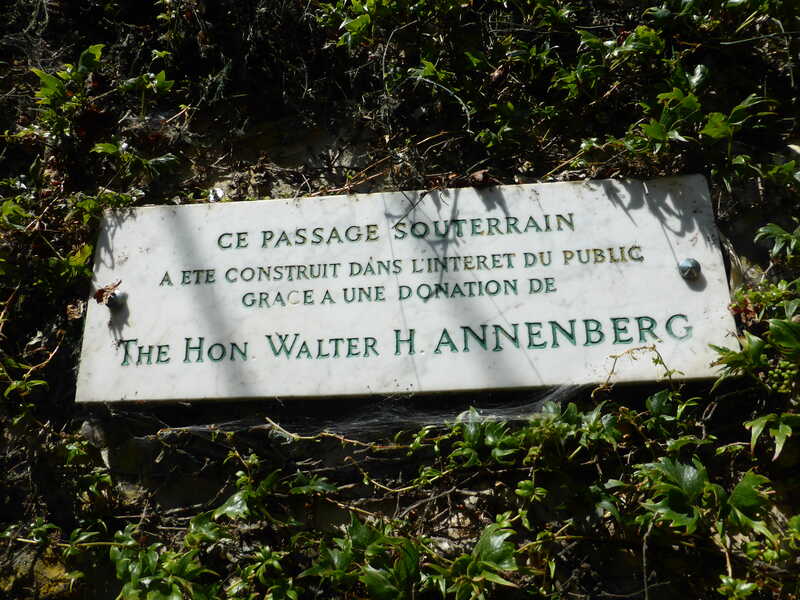 CE PASSAGE SOUTERRAIN
A ETE CONSTRUIT DANS L'INTERET DU PUBLIC
GRACE A UNE DONATION DE
THE HON. WALTER H. ANNENBERG